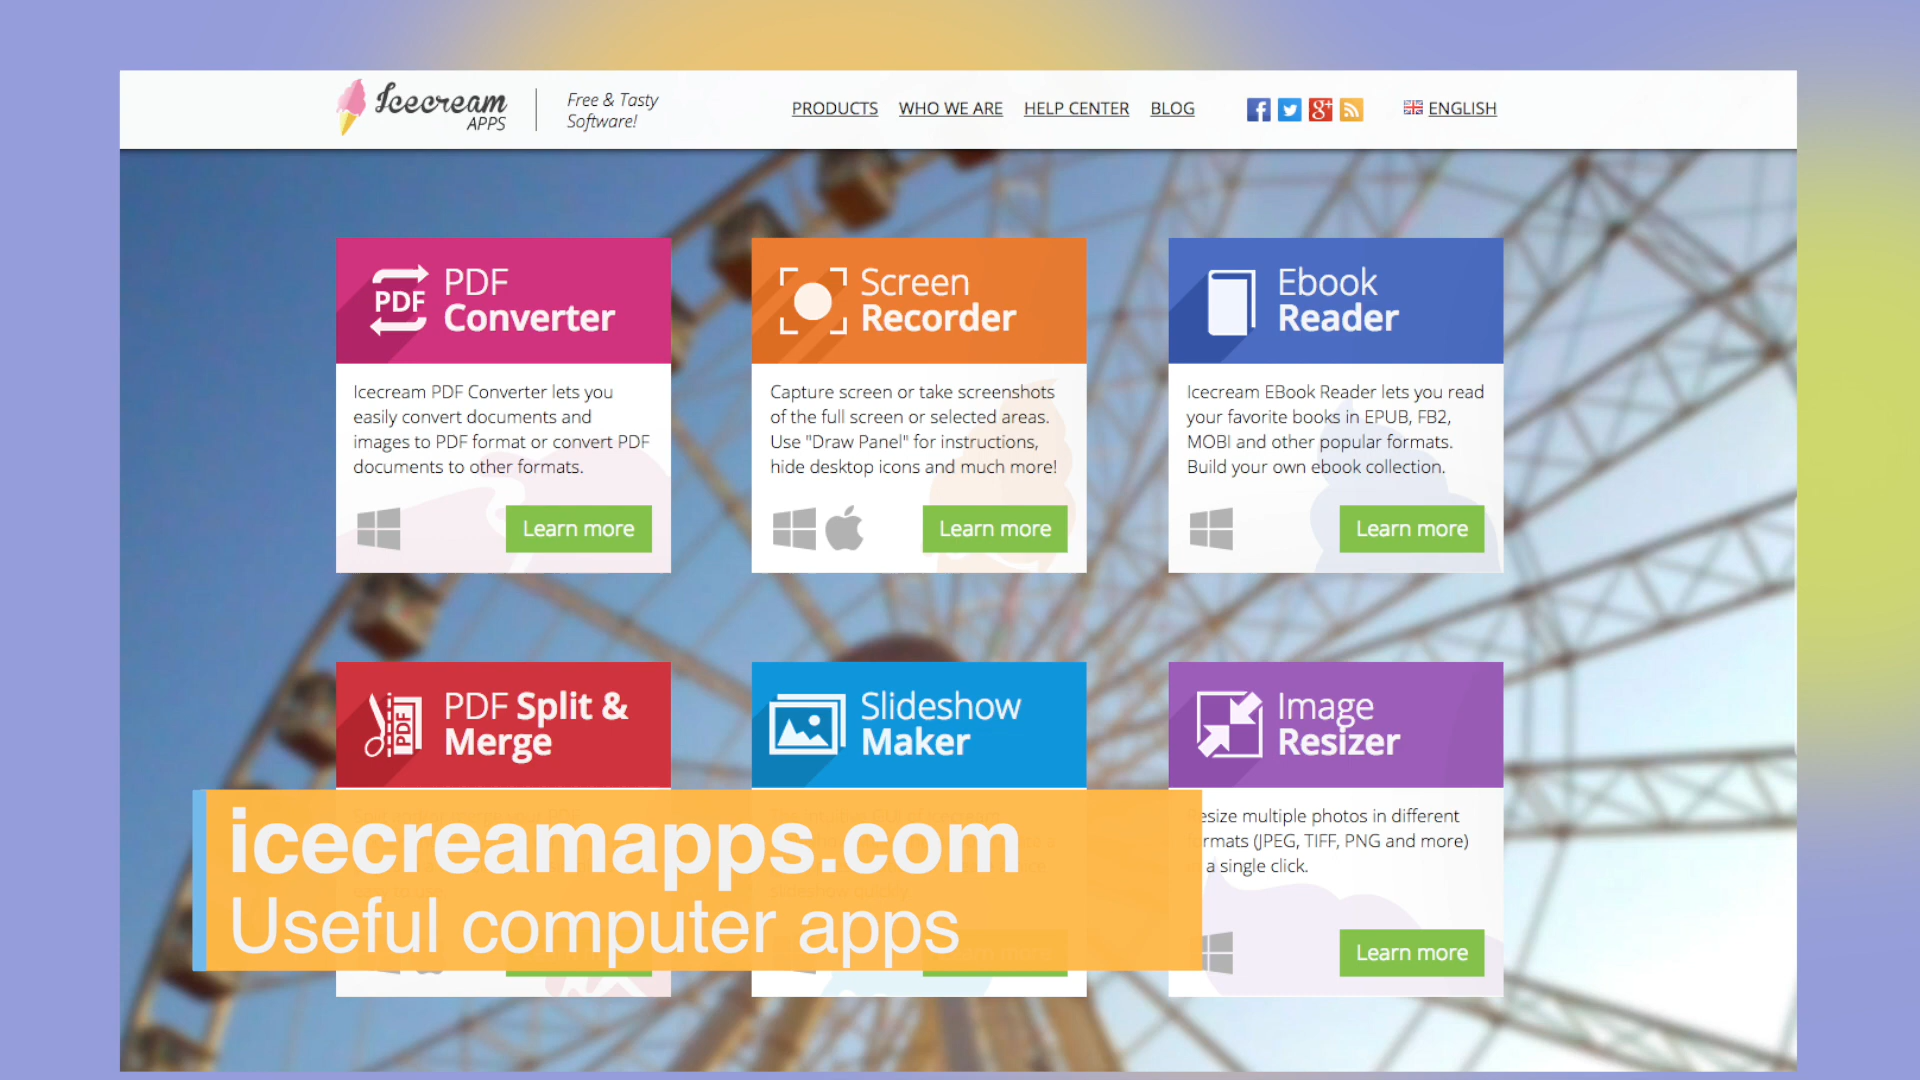 Icecream
APPS
Free & Tasty
Software!
PRODUCTS WHO WE ARE HELP CENTER BLOG ENGLISH
PDF
Converter
PDF
Icecream PDF Converter lets you
easily convert documents and
images to PDF format or convert PDF
documents to other formats.
Learn more
Screen
Recorder
Capture screen or take screenshots
of the full screen or selected areas.
Use "Draw Panel" for instructions,
hide desktop icons and much more!
Learn more
Ebook
Reader
Icecream EBook Reader lets you read
your favorite books in EPUB, FB2,
MOBI and other popular formats.
Build your own ebook collection.
Learn more
PDF Split &
Merge
PDF
Slideshow
Maker
slideshow quickly.
Image
Resizer
esize multiple photos in different
rmats (JPEG, TIFF, PNG and more)
a single click.
Learn more
icecreamapps.com
Useful computer apps